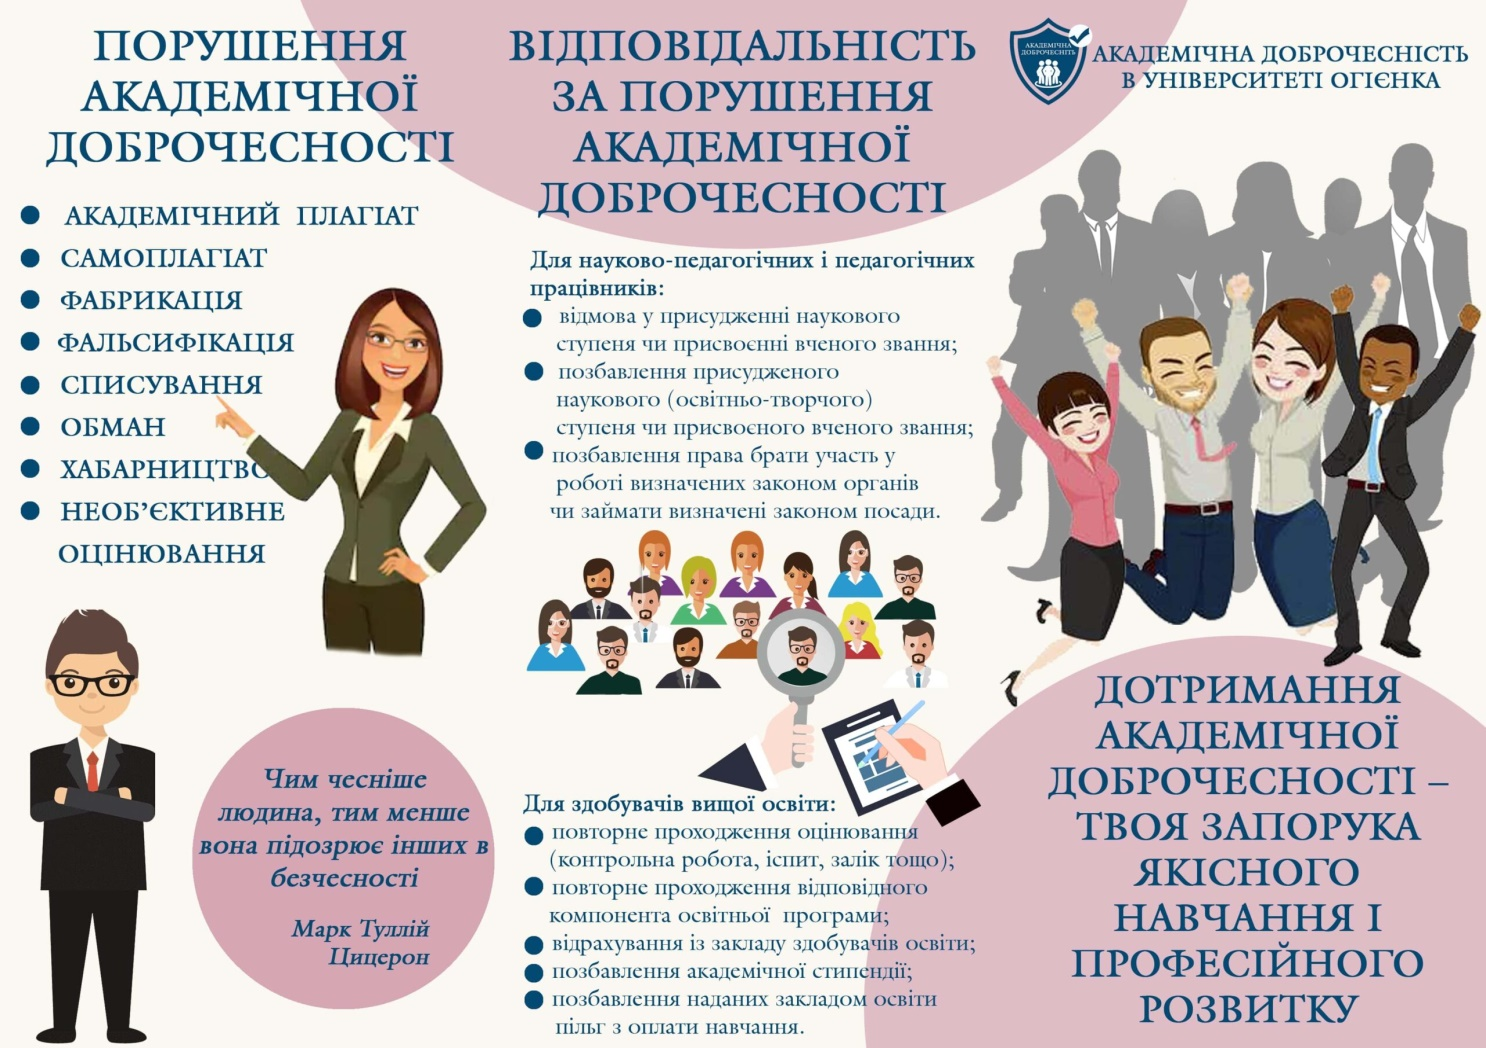 ПОРУШЕННЯ
АКАДЕМІЧНОЇ
ДОБРОЧЕСНОСТІ
● АКАДЕМІЧНИЙ ПЛАГІАТ
● САМОПЛАГІАТ
● ФАБРИКАЦІЯ
● ФАЛЬСИФІКАЦІЯ
● СПИСУВАННЯ
● ОБМАН
● ХАБАРНИЦТВО
● НЕОБ’ЄКТИВНЕ
ОЦІНЮВАННЯ
Чим чесніше
людина, тим менше
вона підозрює інших в
безчесності
Марк Туллій
Цицерон
ВІДПОВІДАЛЬНІСТЬ
ЗА ПОРУШЕННЯ
АКАДЕМІЧНОЇ
ДОБРОЧЕСНОСТІ
Для науково-педагогічних і педагогічних
працівників:
● відмова у присудженні наукового
ступеня чи присвоєнні вченого звання;
● позбавлення присудженого
наукового (освітньо-творчого)
ступеня чи присвоєного вченого звання;
● позбавлення права брати участь у
роботі визначених законом органів
чи займати визначені законом посади.
Для здобувачів вищої освіти:
● повторне проходження оцінювання
(контрольна робота, іспит, залік тощо);
● повторне проходження відповідного
компонента освітньої програми;
● відрахування із закладу здобувачів освіти;
● позбавлення академічної стипендії;
● позбавлення наданих закладом освіти
пільг з оплати навчання.
АКАДЕМІЧНА
ДОБРОЧЕСНІТЬ
АКАДЕМІЧНА ДОБРОЧЕСНІСТЬ
В УНІВЕРСИТЕТІ ОГІЄНКА
ДОТРИМАННЯ
АКАДЕМІЧНОЇ
ДОБРОЧЕСНОСТІ –
ТВОЯ ЗАПОРУКА
ЯКІСНОГО
НАВЧАННЯ І
ПРОФЕСІЙНОГО
РОЗВИТКУ